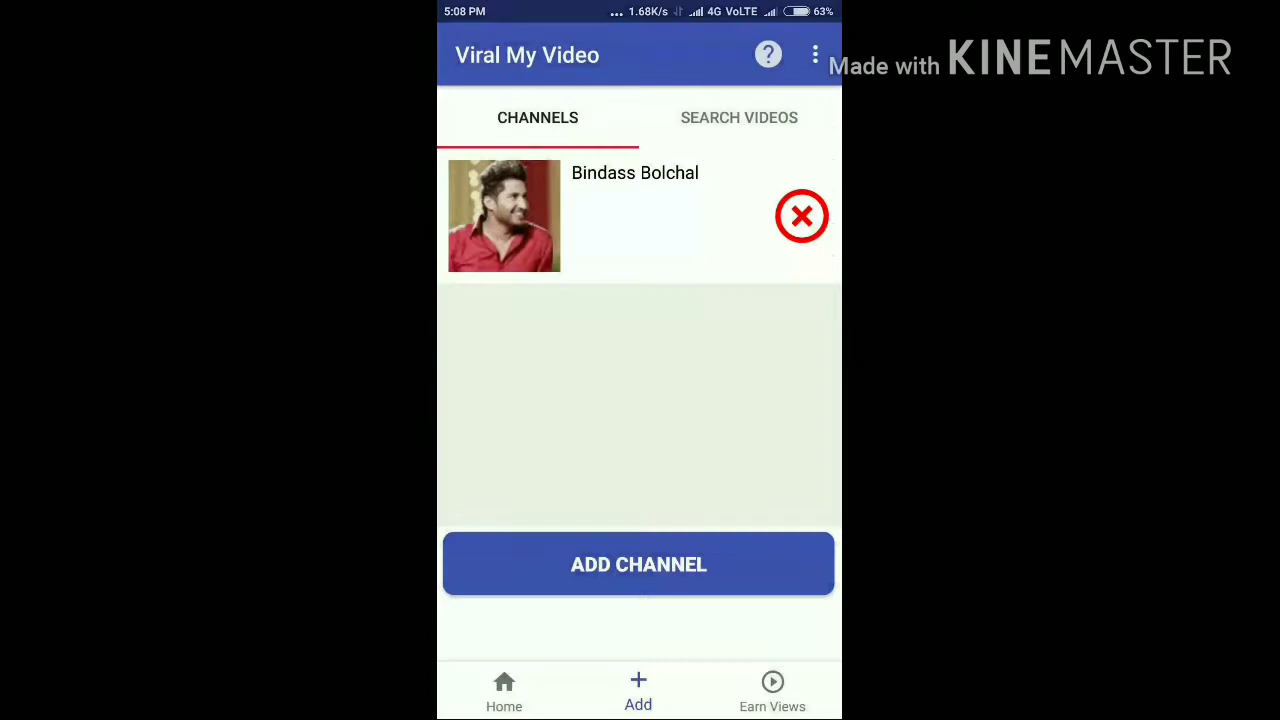 5:08 PM ... 1.68K/s 4G VoLTE 63%
Viral My Video ?
Made with KINEMASTER
CHANNELS SEARCH VIDEOS
Bindass Bolchal
ADD CHANNEL
Home Add Earn Views